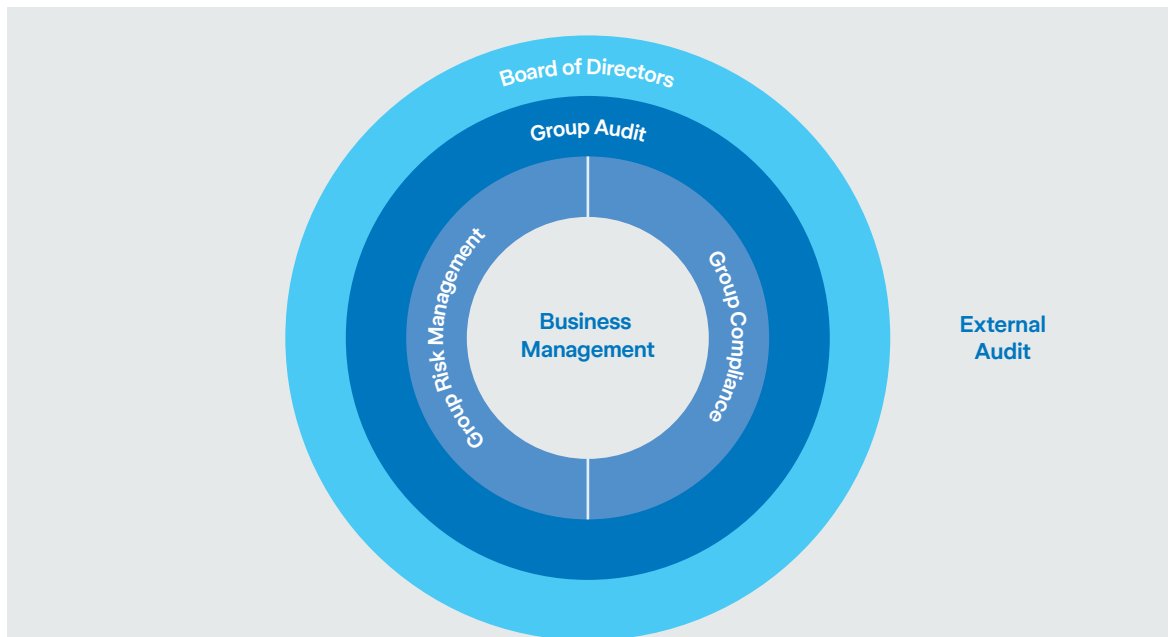 Board of Directors
Group Audit
Group Risk Management
Business
Management
Group Compliance
External
Audit